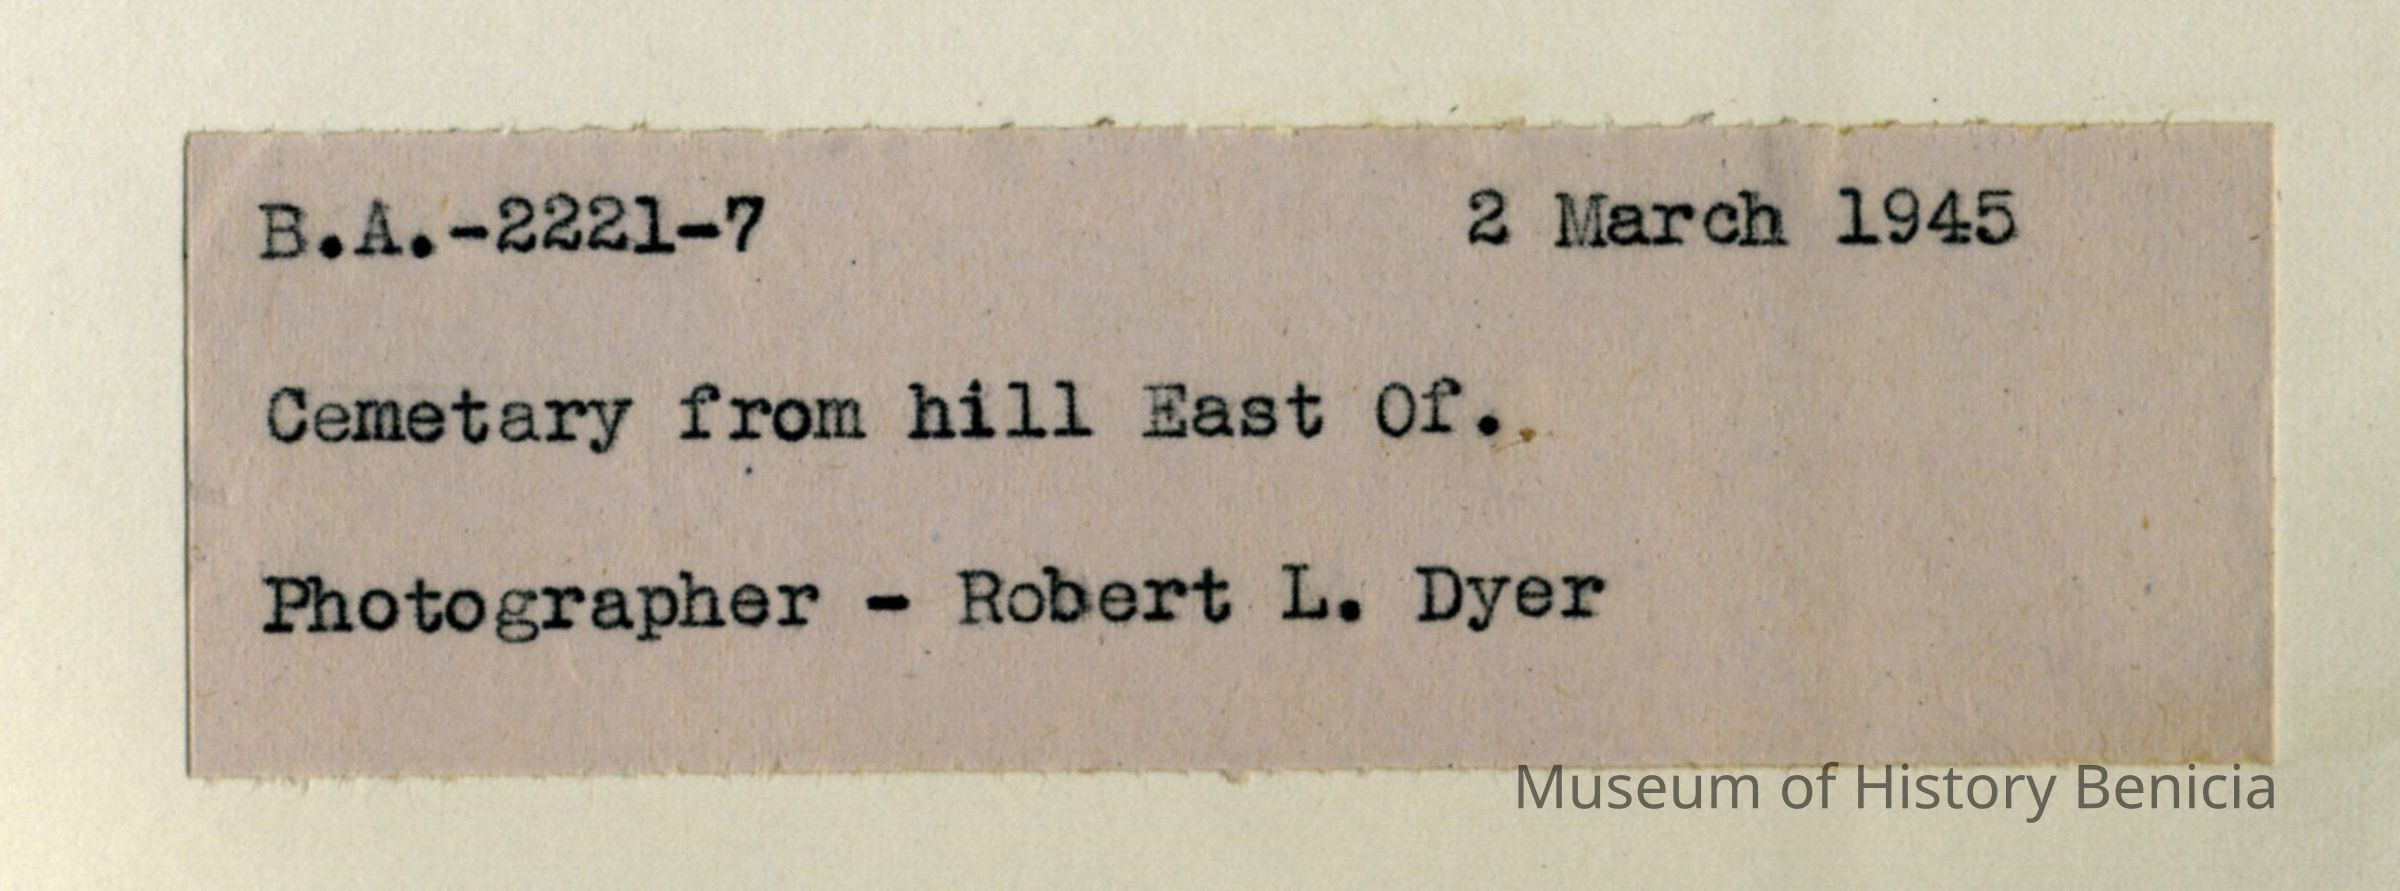 B.A.-2221-7 2 March 1945
Cemetary from hill East Of.
Photographer - Robert L. Dyer
Museum of History Benicia